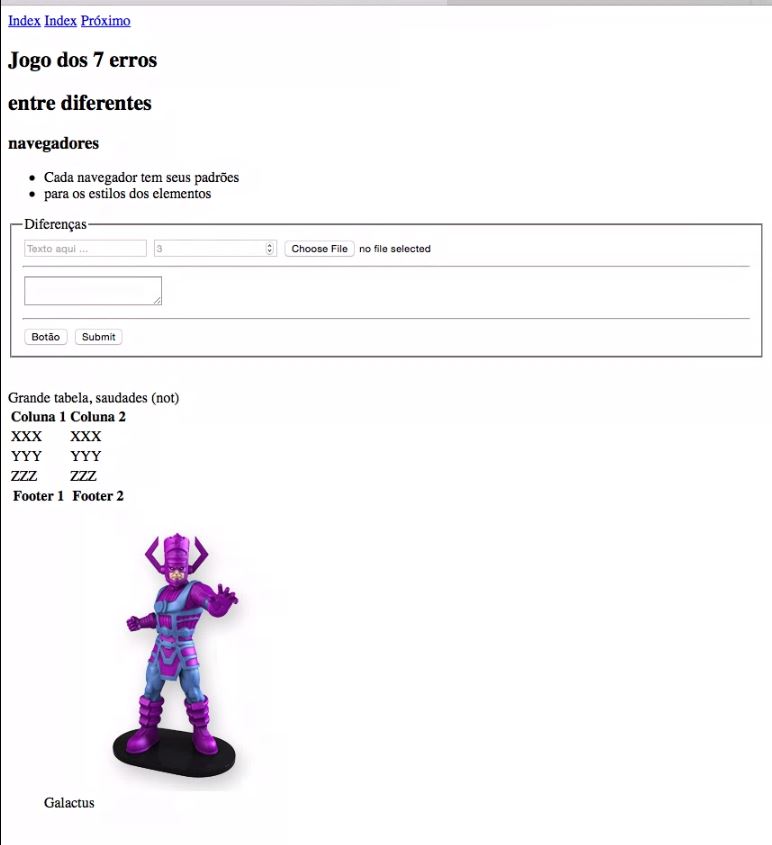 Index Index Próximo
Jogo dos 7 erros
entre diferentes
navegadores
Cada navegador tem seus padrões
para os estilos dos elementos
Diferenças
Texto aqui ... 3 Choose File no file selected
Botão Submit
Grande tabela, saudades (not)
Coluna 1 Coluna 2
XXX XXX
YYY YYY
ZZZ ZZZ
Footer 1 Footer 2
Galactus